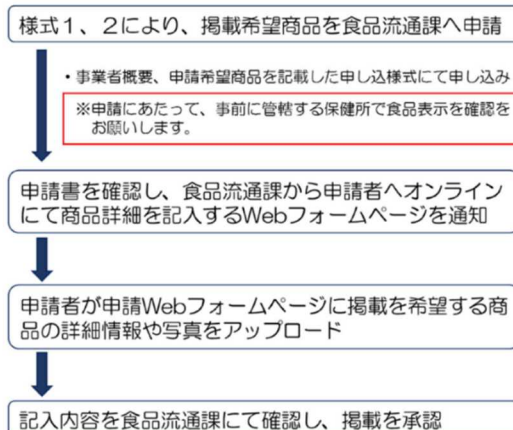 様式１、２により、掲載希望商品を食品流通課へ申請
・事業者概要、申請希望商品を記載した申し込様式にて申し込み
※申請にあたって、事前に管轄する保健所で食品表示を確認を
お願いします。
申請書を確認し、食品流通課から申請者へオンライン
にて商品詳細を記入するWebフォームページを通知
申請者が申請Webフォームページに掲載を希望する商
品の詳細情報や写真をアップロード
記入内容を食品流通課にて確認し、掲載を承認